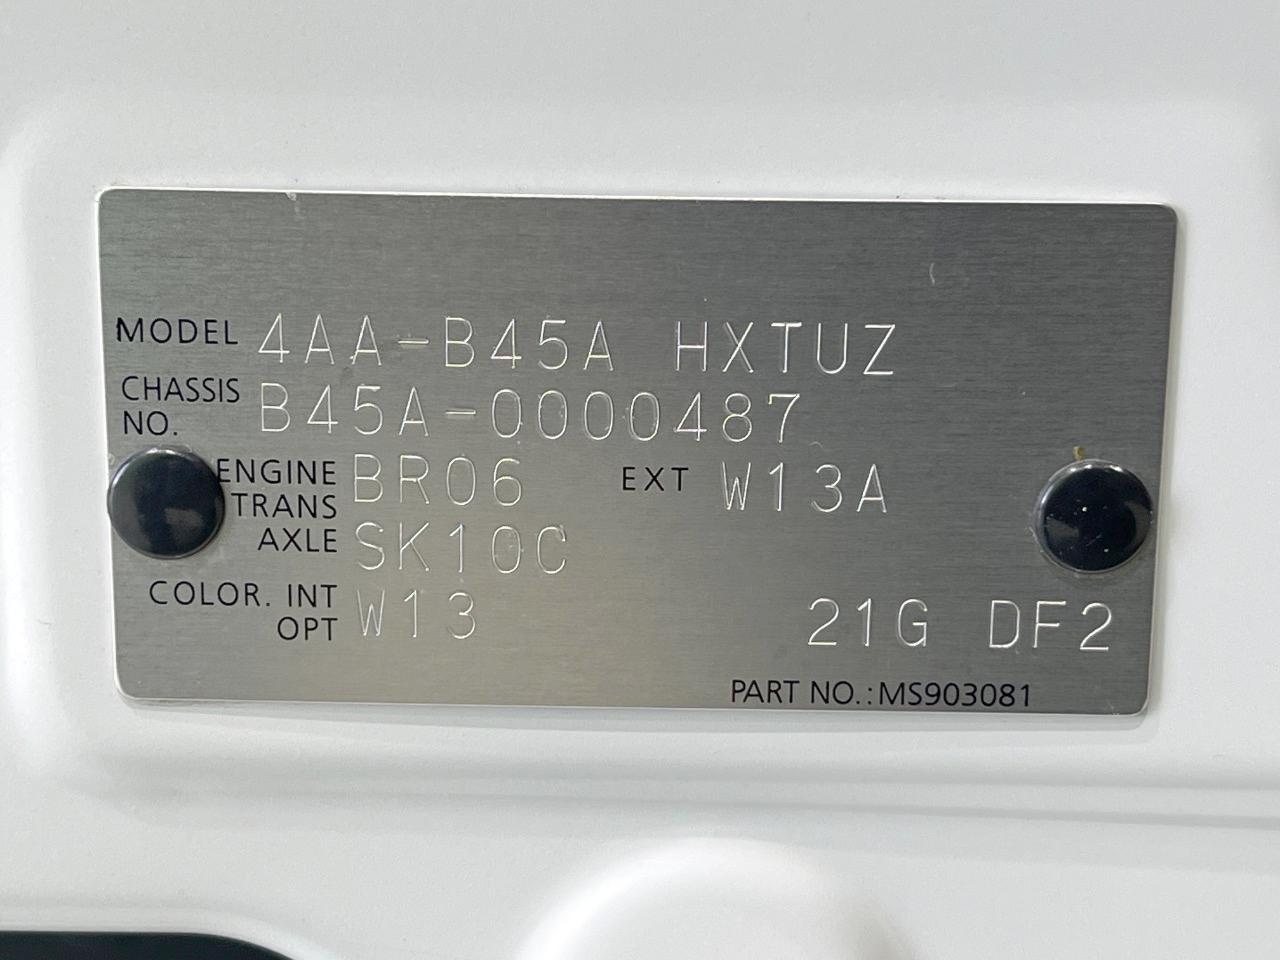 MODEL 4AA-B45A HXTUZ
CHASSIS NO. B45A-0000487
ENGINE BR06 EXT W13A
TRANS AXLE SK10C
COLOR. INT OPT W13 21G DF2
PART NO.:MS903081